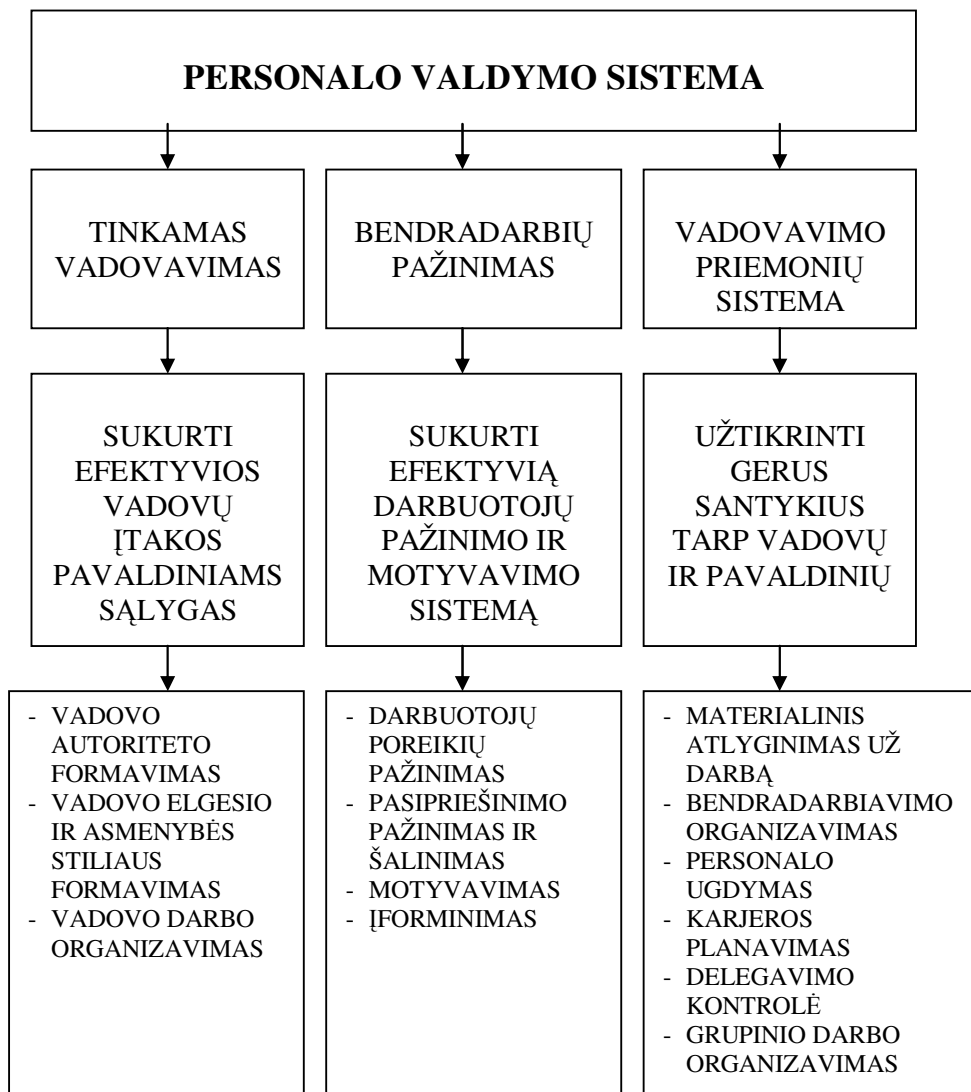 PERSONALO VALDYMO SISTEMA
TINKAMAS
VADOVAVIMAS
BENDRADARBIŲ
PAŽINIMAS
VADOVAVIMO
PRIEMONIŲ
SISTEMA
SUKURTI
EFEKTYVIOS
VADOVŲ
ĮTAKOS
PAVALDINIAMS
SĄLYGAS
SUKURTI
EFEKTYVIĄ
DARBUOTOJŲ
PAŽINIMO IR
MOTYVAVIMO
SISTEMĄ
UŽTIKRINTI
GERUS
SANTYKIUS
TARP VADOVŲ
IR PAVALDINIŲ
- VADOVO
AUTORITETO
FORMAVIMAS
- VADOVO ELGESIO
IR ASMENYBĖS
STILIAUS
FORMAVIMAS
- VADOVO DARBO
ORGANIZAVIMAS
- DARBUOTOJŲ
POREIKIŲ
PAŽINIMAS
- PASIPRIEŠINIMO
PAŽINIMAS IR
ŠALINIMAS
- MOTYVAVIMAS
- ĮFORMINIMAS
- MATERIALINIS
ATLYGINIMAS UŽ
DARBĄ
- BENDRADARBIAVIMO
ORGANIZAVIMAS
- PERSONALO
UGDYMAS
- KARJEROS
PLANAVIMAS
- DELEGAVIMO
KONTROLĖ
- GRUPINIO DARBO
ORGANIZAVIMAS